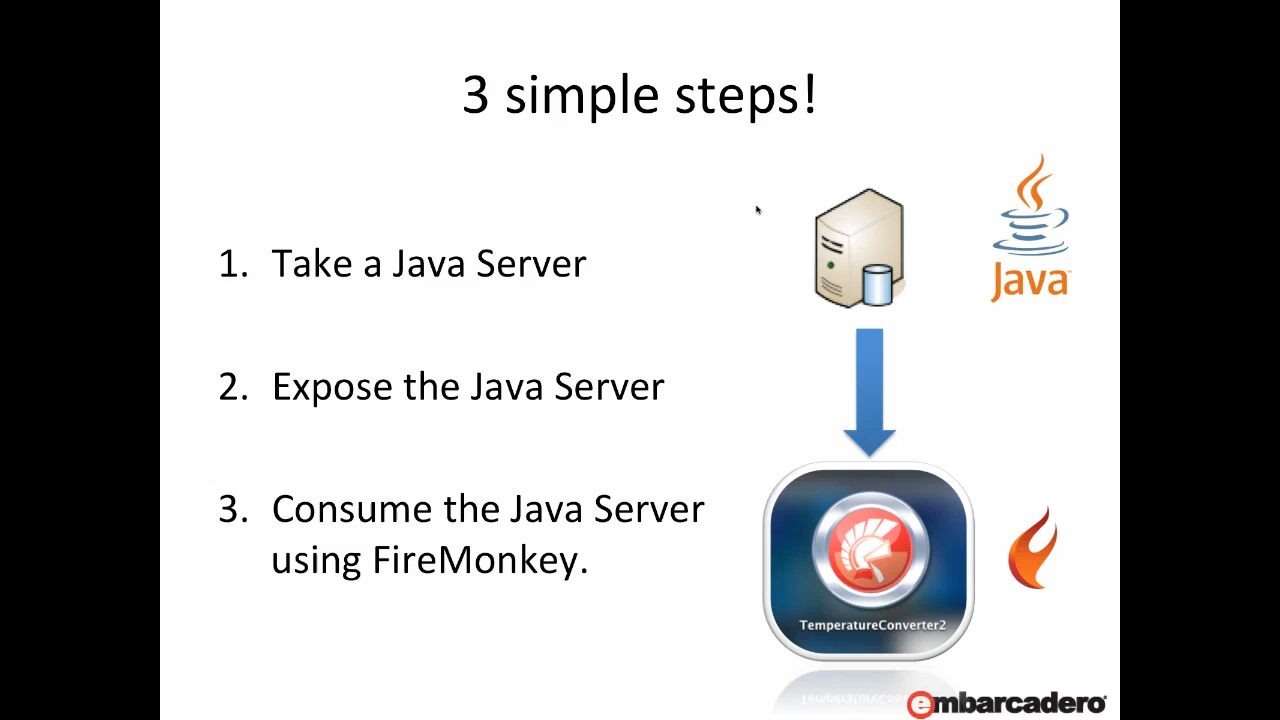 3 simple steps!
1. Take a Java Server
Java™
2. Expose the Java Server
3. Consume the Java Server
using FireMonkey.
TemperatureConverter2
embarcadero®